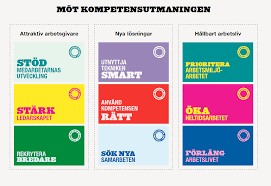 MÖT KOMPETENSUTMANINGEN
Attraktiv arbetsgivare
Nya lösningar
Hållbart arbetsliv
STÖD
MEDARBETARNAS
UTVECKLING
UTNYTTJA
TEKNIKEN
SMART
PRIORITERA
ARBETSMILJÖ-
ARBETET
STÄRK
LEDARSKAPET
ANVÄND
KOMPETENSEN
RÄTT
ÖKA
HELTIDSARBETET
REKRYTERA
BREDARE
SÖK NYA
SAMARBETEN
FÖRLÄNG
ARBETSLIVET